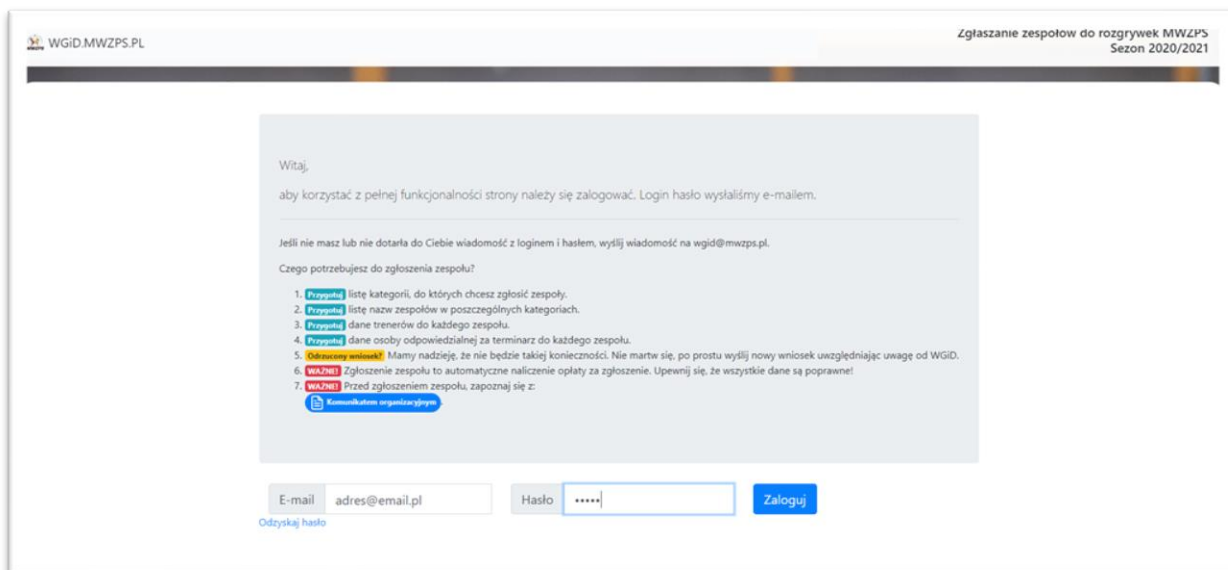 WGiD.MWZPS.PL
Zgłaszanie zespołów do rozgrywek MWZPS
Sezon 2020/2021
Witaj,
aby korzystać z pełnej funkcjonalności strony należy się zalogować. Login hasło wysłaliśmy e-mailem.
Jeśli nie masz lub nie dotarła do Ciebie wiadomość z loginem i hasłem, wyślij wiadomość na wgid@mwzps.pl.
Czego potrzebujesz do zgłoszenia zespołu?
1. Przygotuj listę kategorii, do których chcesz zgłosić zespoły.
2. Przygotuj listę nazw zespołów w poszczególnych kategoriach.
3. Przygotuj dane trenerów do każdego zespołu.
4. Przygotuj dane osoby odpowiedzialnej za terminarz do każdego zespołu.
5. Odrzucony wniosek? Mamy nadzieję, że nie będzie takiej konieczności. Nie martw się, po prostu wyślij nowy wniosek uwzględniając uwagę od WGiD.
6. WAŻNE! Zgłoszenie zespołu to automatyczne naliczenie opłaty za zgłoszenie. Upewnij się, że wszystkie dane są poprawne!
7. WAŻNE! Przed zgłoszeniem zespołu, zapoznaj się z:
Komunikatem organizacyjnym.
E-mail adres@email.pl Hasło ••••• Zaloguj
Odzyskaj hasło